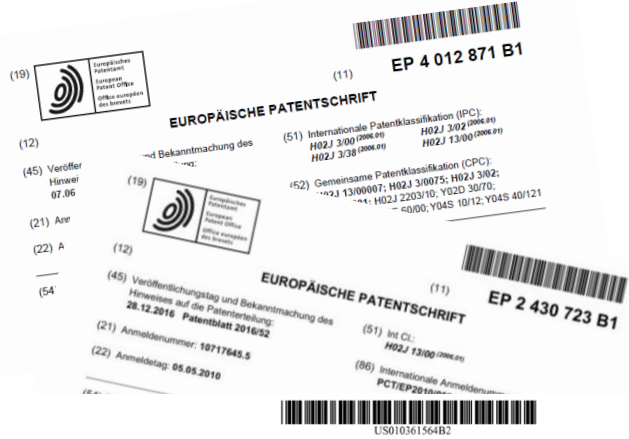 (19)
Europäisches
Patentamt
European
Patent Office
Office européen
des brevets
(11)
EP 4 012 871 B1
(12)
EUROPÄISCHE PATENTSCHRIFT
(45)
nd Bekanntmachung des
07.06
(51) Internationale Patentklassifikation (IPC):
H02J 3/00 (2006.01) H02J 3/02 (2006.01)
H02J 3/38 (2006.01) H02J 13/00 (2006.01)
(52) Gemeinsame Patentklassifikation (CPC):
H02J 13/00007; H02J 3/0075; H02J 3/02;
H02J 2203/10; Y02D 30/70;
Y04S 10/12; Y04S 40/121
(21)
(22)
(54
(19)
Europäisches
Patentamt
European
Patent Office
Office européen
des brevets
(11)
EP 2 430 723 B1
(12)
EUROPÄISCHE PATENTSCHRIFT
(45) Veröffentlichungstag und Bekanntmachung des
Hinweises auf die Patenterteilung:
28.12.2016 Patentblatt 2016/52
(21) Anmeldenummer: 10717645.5
(22) Anmeldetag: 05.05.2010
(51) Int Cl.:
H02J 13/00 (2006.01)
(86) Internationale
US010361564B2